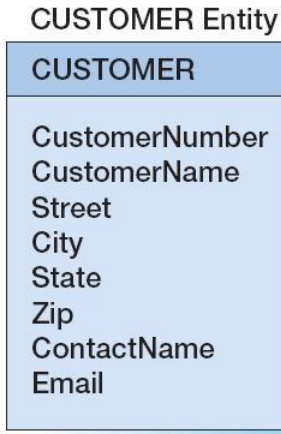 CUSTOMER Entity
CUSTOMER
CustomerNumber
CustomerName
Street
City
State
Zip
ContactName
Email